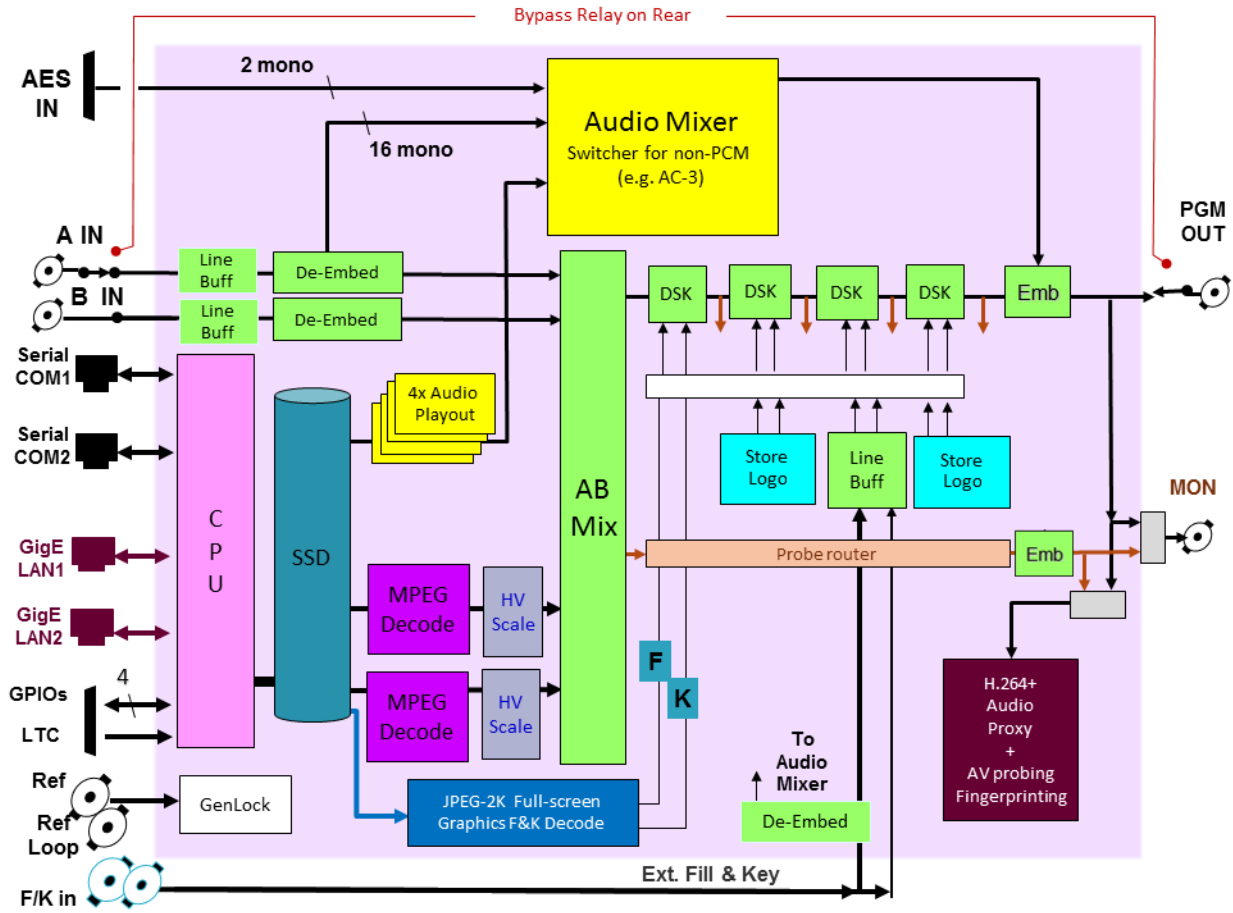 Bypass Relay on Rear
AES
IN
2 mono
16 mono
Audio Mixer
Switcher for non-PCM
(e.g. AC-3)
PGM
OUT
A IN
B IN
Line
Buff
De-Embed
Line
Buff
De-Embed
DSK
DSK
DSK
DSK
Emb
Serial
COM1
Serial
COM2
GigE
LAN1
GigE
LAN2
4
GPIOs
LTC
C
P
U
SSD
4x Audio
Playout
AB
Mix
Store
Logo
Line
Buff
Store
Logo
MON
Probe router
Emb
MPEG
Decode
HV
Scale
MPEG
Decode
HV
Scale
F
K
H.264+
Audio
Proxy
+
AV probing
Fingerprinting
To
Audio
Mixer
De-Embed
Ref
Ref
Loop
GenLock
JPEG-2K Full-screen
Graphics F&K Decode
F/K in
Ext. Fill & Key